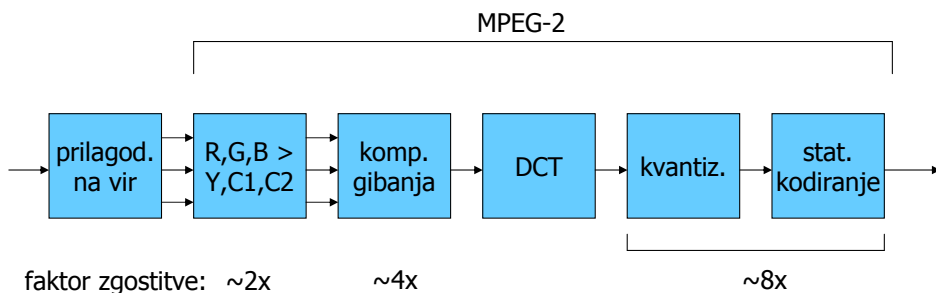 MPEG-2
prilagod.
na vir
R,G,B >
Y,C1,C2
komp.
gibanja
DCT
kvantiz.
stat.
kodiranje
faktor zgostitve: ~2x ~4x ~8x